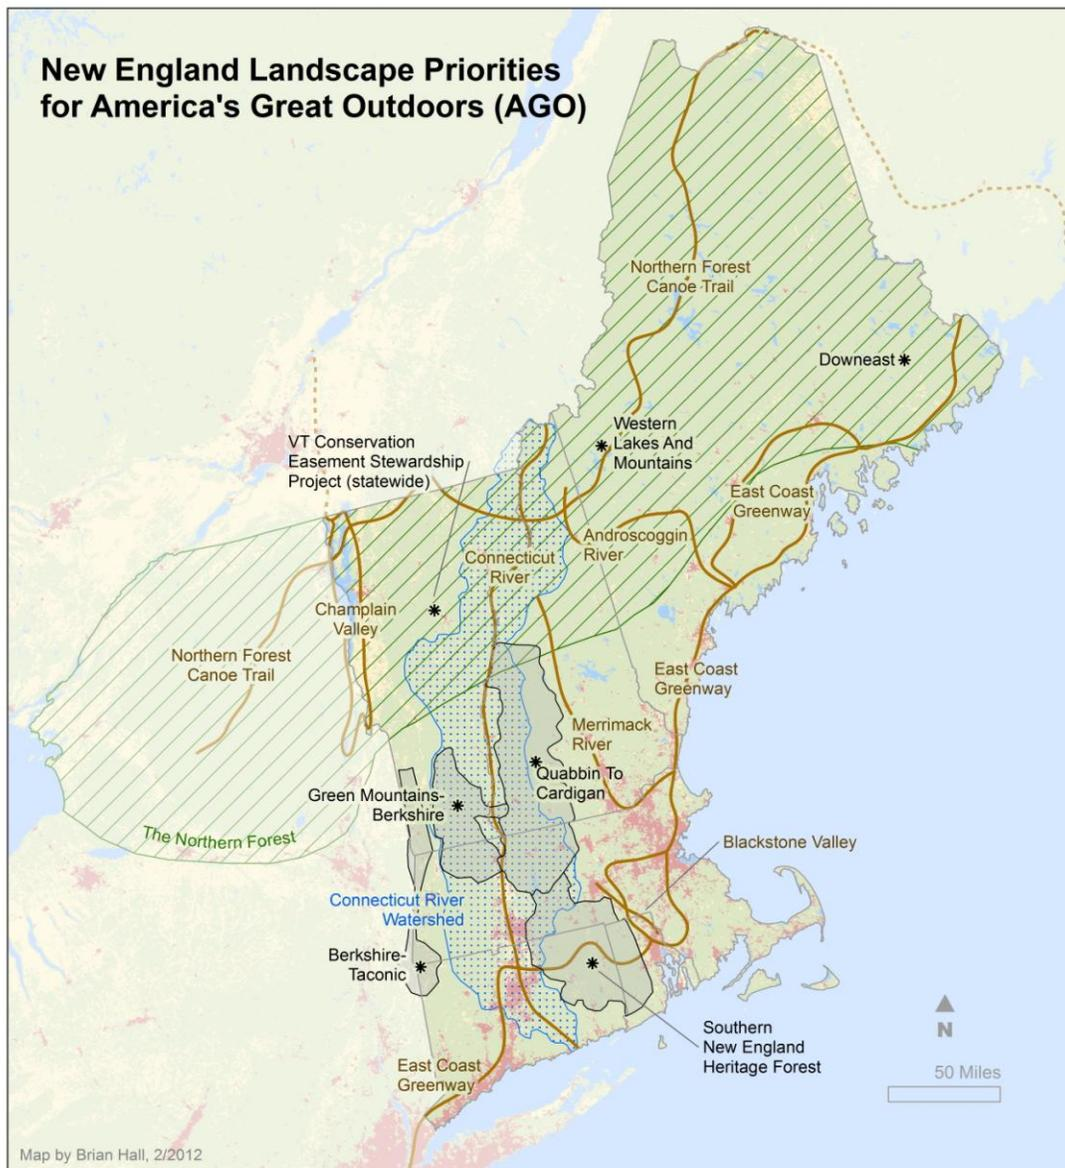 New England Landscape Priorities
for America's Great Outdoors (AGO)
Northern Forest
Canoe Trail
Downeast
Western
Lakes And
Mountains
VT Conservation
Easement Stewardship
Project (statewide)
East Coast
Greenway
Androscoggin
River
Connecticut
River
Champlain
Valley
Northern Forest
Canoe Trail
East Coast
Greenway
Merrimack
River
Quabbin To
Cardigan
Green Mountains-
Berkshire
The Northern Forest
Blackstone Valley
Connecticut River
Watershed
Berkshire-
Taconic
Southern
New England
Heritage Forest
East Coast
Greenway
N
50 Miles
Map by Brian Hall, 2/2012